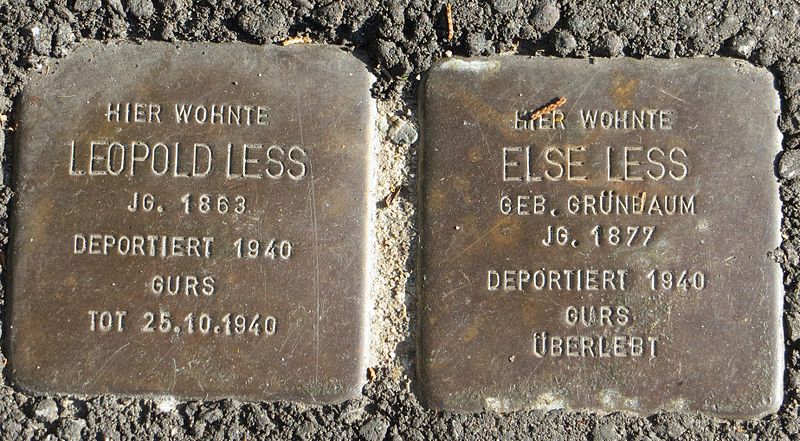 HIER WOHNTE
LEOPOLD LESS
JG. 1863
DEPORTIERT 1940
GURS
TOT 25.10.1940
HIER WOHNTE
ELSE LESS
GEB. GRÜNBAUM
JG. 1877
DEPORTIERT 1940
GURS
ÜBERLEBT